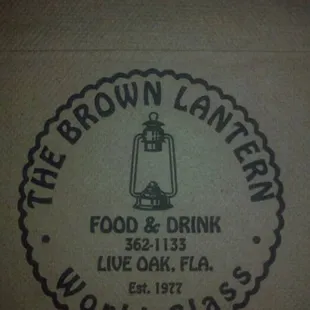 THE BROWN LANTERN
FOOD & DRINK
362-1133
LIVE OAK, FLA.
Est. 1977
World Class